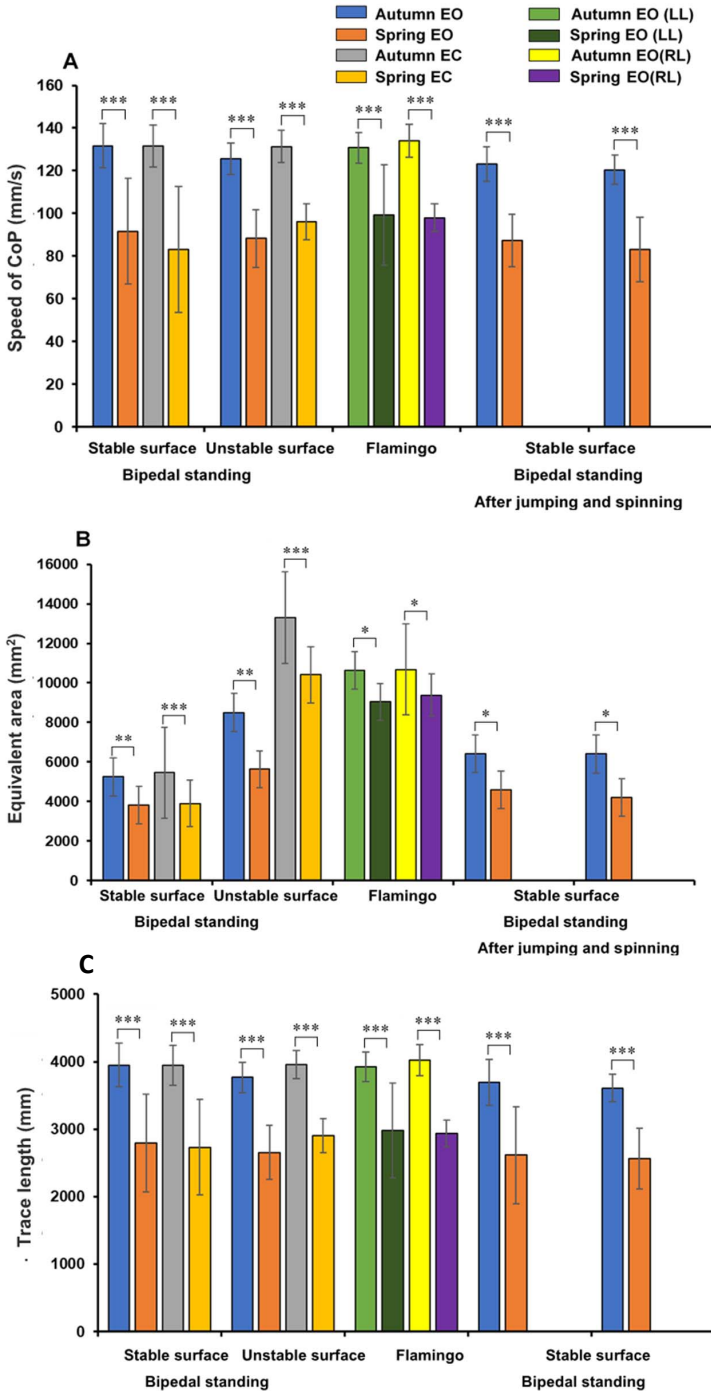 Autumn EO
Spring EO
Autumn EC
Spring EC
Autumn EO (LL)
Spring EO (LL)
Autumn EO(RL)
Spring EO(RL)
A
Speed of CoP (mm/s)
160
140
120
100
80
60
40
20
0
*** *** *** *** *** *** *** ***
Stable surface Unstable surface Flamingo Stable surface
Bipedal standing Bipedal standing
After jumping and spinning
B
Equivalent area (mm²)
16000
14000
12000
10000
8000
6000
4000
2000
0
** *** ** *** * * * *
Stable surface Unstable surface Flamingo Stable surface
Bipedal standing Bipedal standing
After jumping and spinning
C
. Trace length (mm)
5000
4000
3000
2000
1000
0
*** *** *** *** *** *** *** ***
Stable surface Unstable surface Flamingo Stable surface
Bipedal standing Bipedal standing